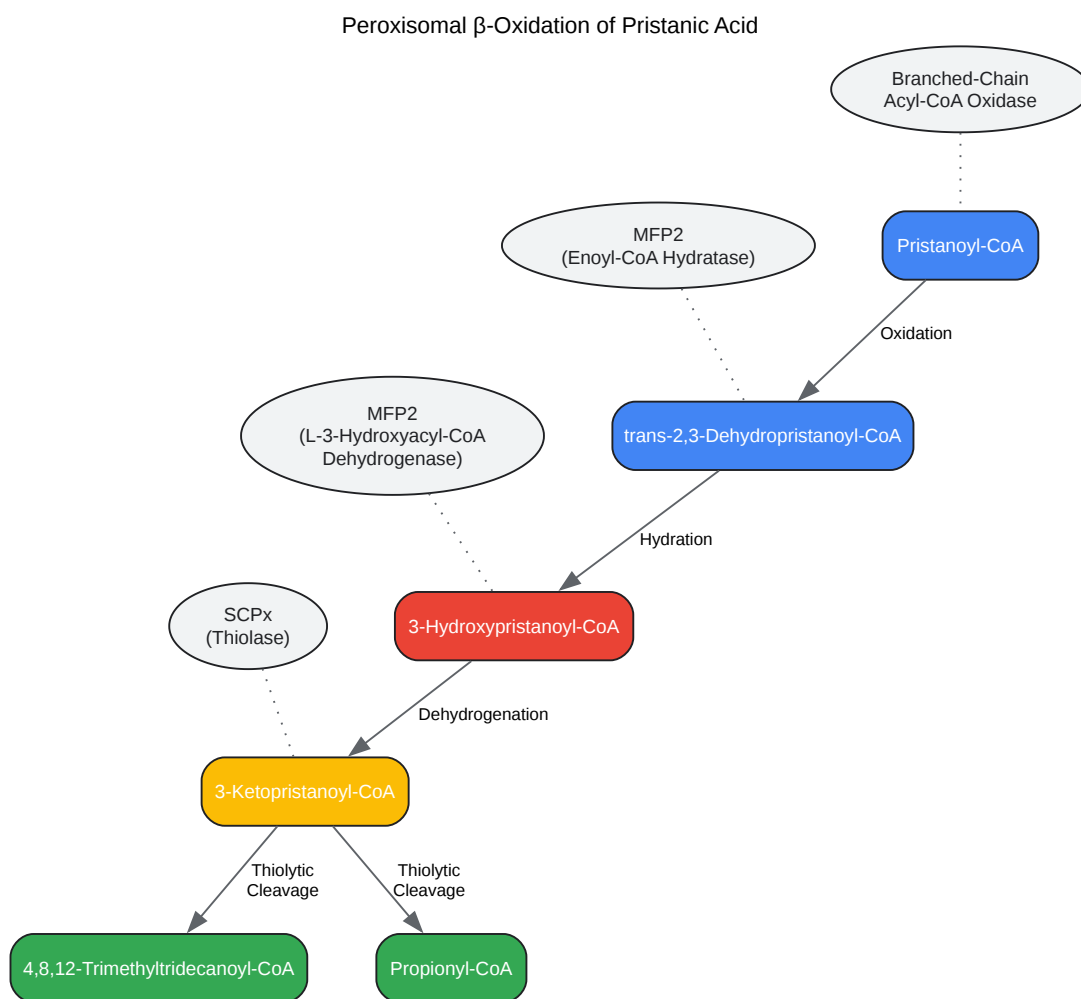 Peroxisomal β-Oxidation of Pristanic Acid
Branched-Chain
Acyl-CoA Oxidase
MFP2
(Enoyl-CoA Hydratase)
Pristanoyl-CoA
Oxidation
MFP2
(L-3-Hydroxyacyl-CoA
Dehydrogenase)
trans-2,3-Dehydropristanoyl-CoA
Hydration
SCPx
(Thiolase)
3-Hydroxypristanoyl-CoA
Dehydrogenation
3-Ketopristanoyl-CoA
Thiolytic
Cleavage
Thiolytic
Cleavage
4,8,12-Trimethyltridecanoyl-CoA
Propionyl-CoA